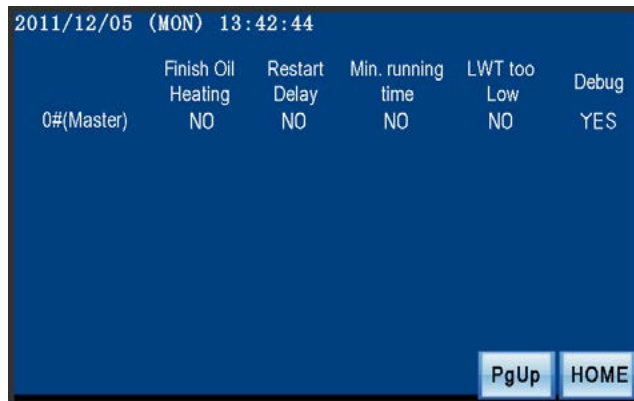 2011/12/05 (MON) 13:42:44
Finish Oil Heating Restart Delay Min. running time LWT too Low Debug
0#(Master) NO NO NO NO YES
PgUp HOME